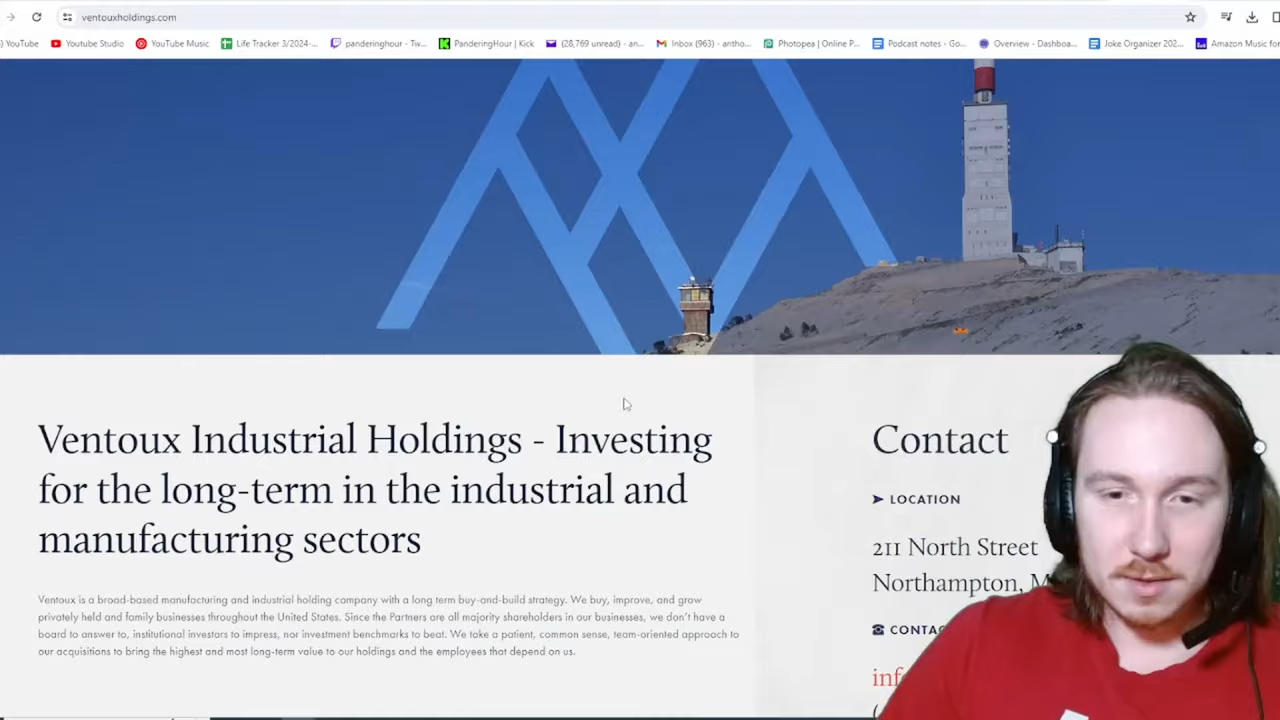 ventouxholdings.com
YouTube Youtube Studio YouTube Music Life Tracker 3/2024-... panderinghour - Tw... PanderingHour | Kick (28,769 unread) - an... Inbox (963) - antho... Photopea | Online P... Podcast notes - Go... Overview - Dashboa... Joke Organizer 202... Amazon Music for
Ventoux Industrial Holdings - Investing
for the long-term in the industrial and
manufacturing sectors
Ventoux is a broad-based manufacturing and industrial holding company with a long term buy-and-build strategy. We buy, improve, and grow
privately held and family businesses throughout the United States. Since the Partners are all majority shareholders in our businesses, we don't have a
board to answer to, institutional investors to impress, nor investment benchmarks to beat. We take a patient, common sense, team-oriented approach to
our acquisitions to bring the highest and most long-term value to our holdings and the employees that depend on us.
Contact
LOCATION
211 North Street
Northampton, M
CONTAC
inf